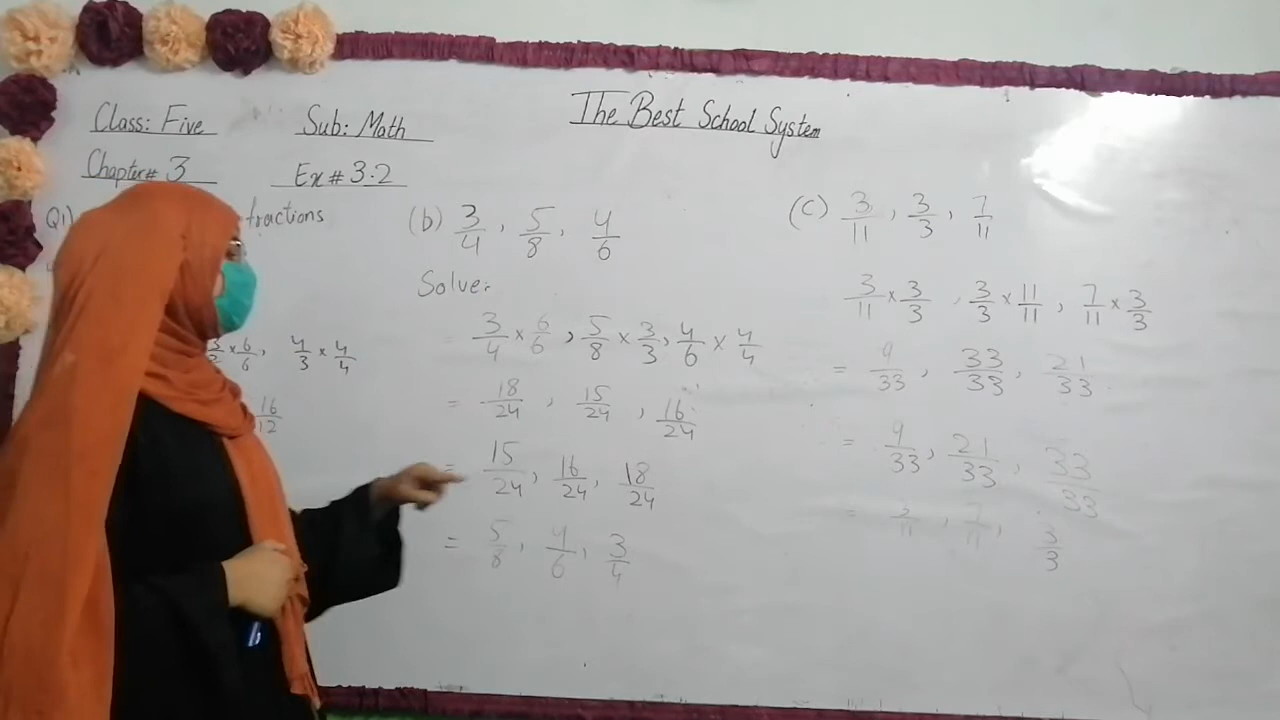 The Best School System
Class: Five Sub: Math
Chapter# 3 Ex# 3.2
Q1) fractions
3/2 × 6/6, 4/3 × 4/4
16/12
(b) 3/4, 5/8, 4/6
Solve:
= 3/4 × 6/6, 5/8 × 3/3, 4/6 × 4/4
= 18/24, 15/24, 16/24
= 15/24, 16/24, 18/24
= 5/8, 4/6, 3/4
(C) 3/11, 3/3, 7/11
3/11 × 3/3, 3/3 × 11/11, 7/11 × 3/3
= 9/33, 33/33, 21/33
= 9/33, 21/33, 33/33
= 3/11, 7/11, 3/3